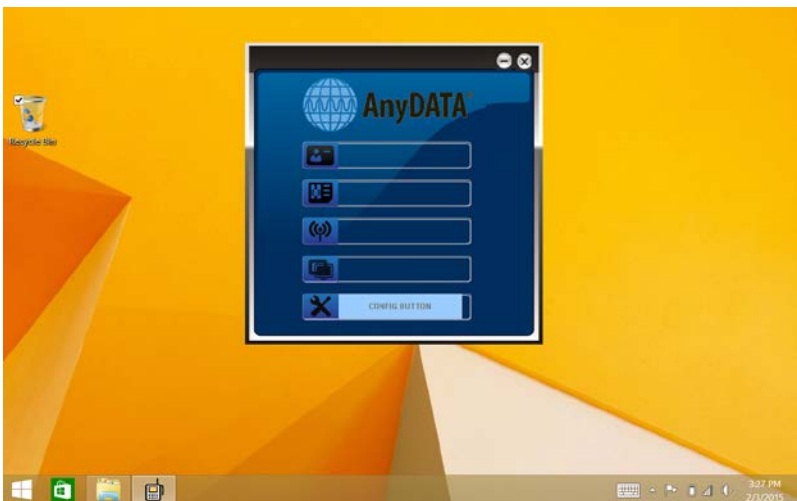 AnyDATA
Recycle Bin
CONFIG BUTTON
3:27 PM
2/3/2015